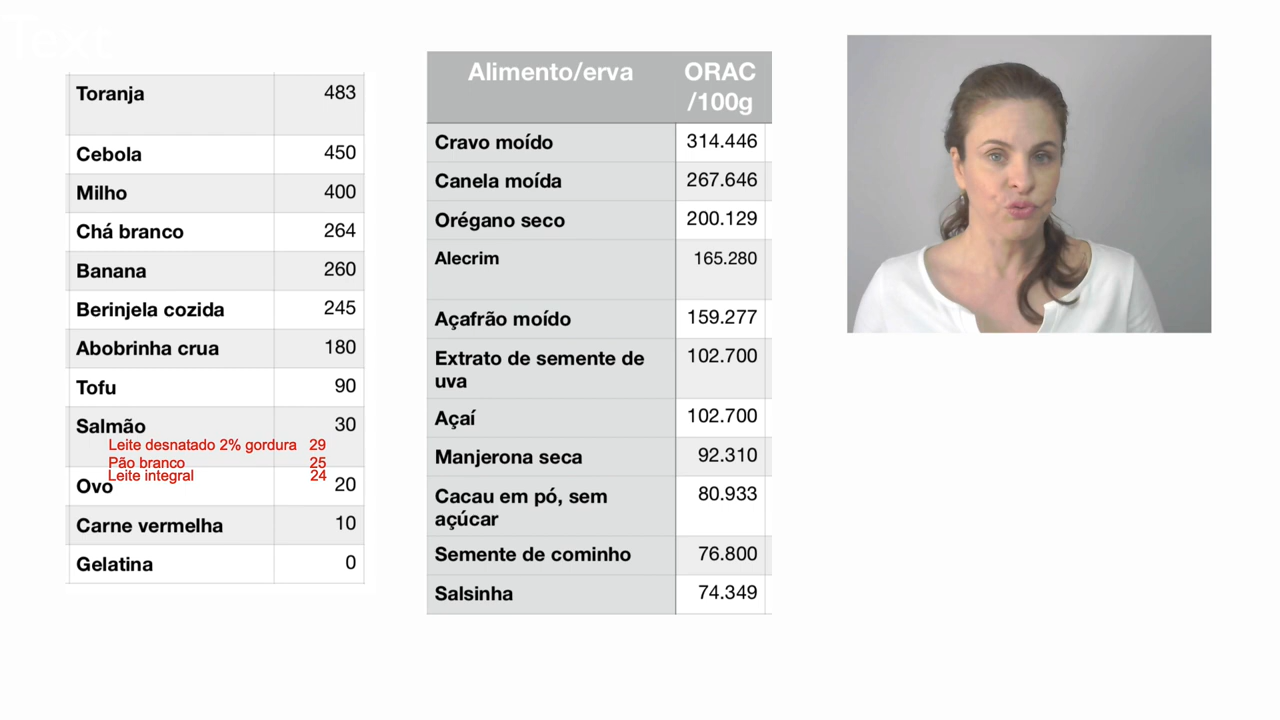 Text
Toranja 483
Cebola 450
Milho 400
Chá branco 264
Banana 260
Berinjela cozida 245
Abobrinha crua 180
Tofu 90
Salmão 30
Leite desnatado 2% gordura 29
Pão branco 25
Leite integral 24
Ovo 20
Carne vermelha 10
Gelatina 0
Alimento/erva ORAC
/100g
Cravo moído 314.446
Canela moída 267.646
Orégano seco 200.129
Alecrim 165.280
Açafrão moído 159.277
Extrato de semente de 102.700
uva
Açaí 102.700
Manjerona seca 92.310
Cacau em pó, sem 80.933
açúcar
Semente de cominho 76.800
Salsinha 74.349